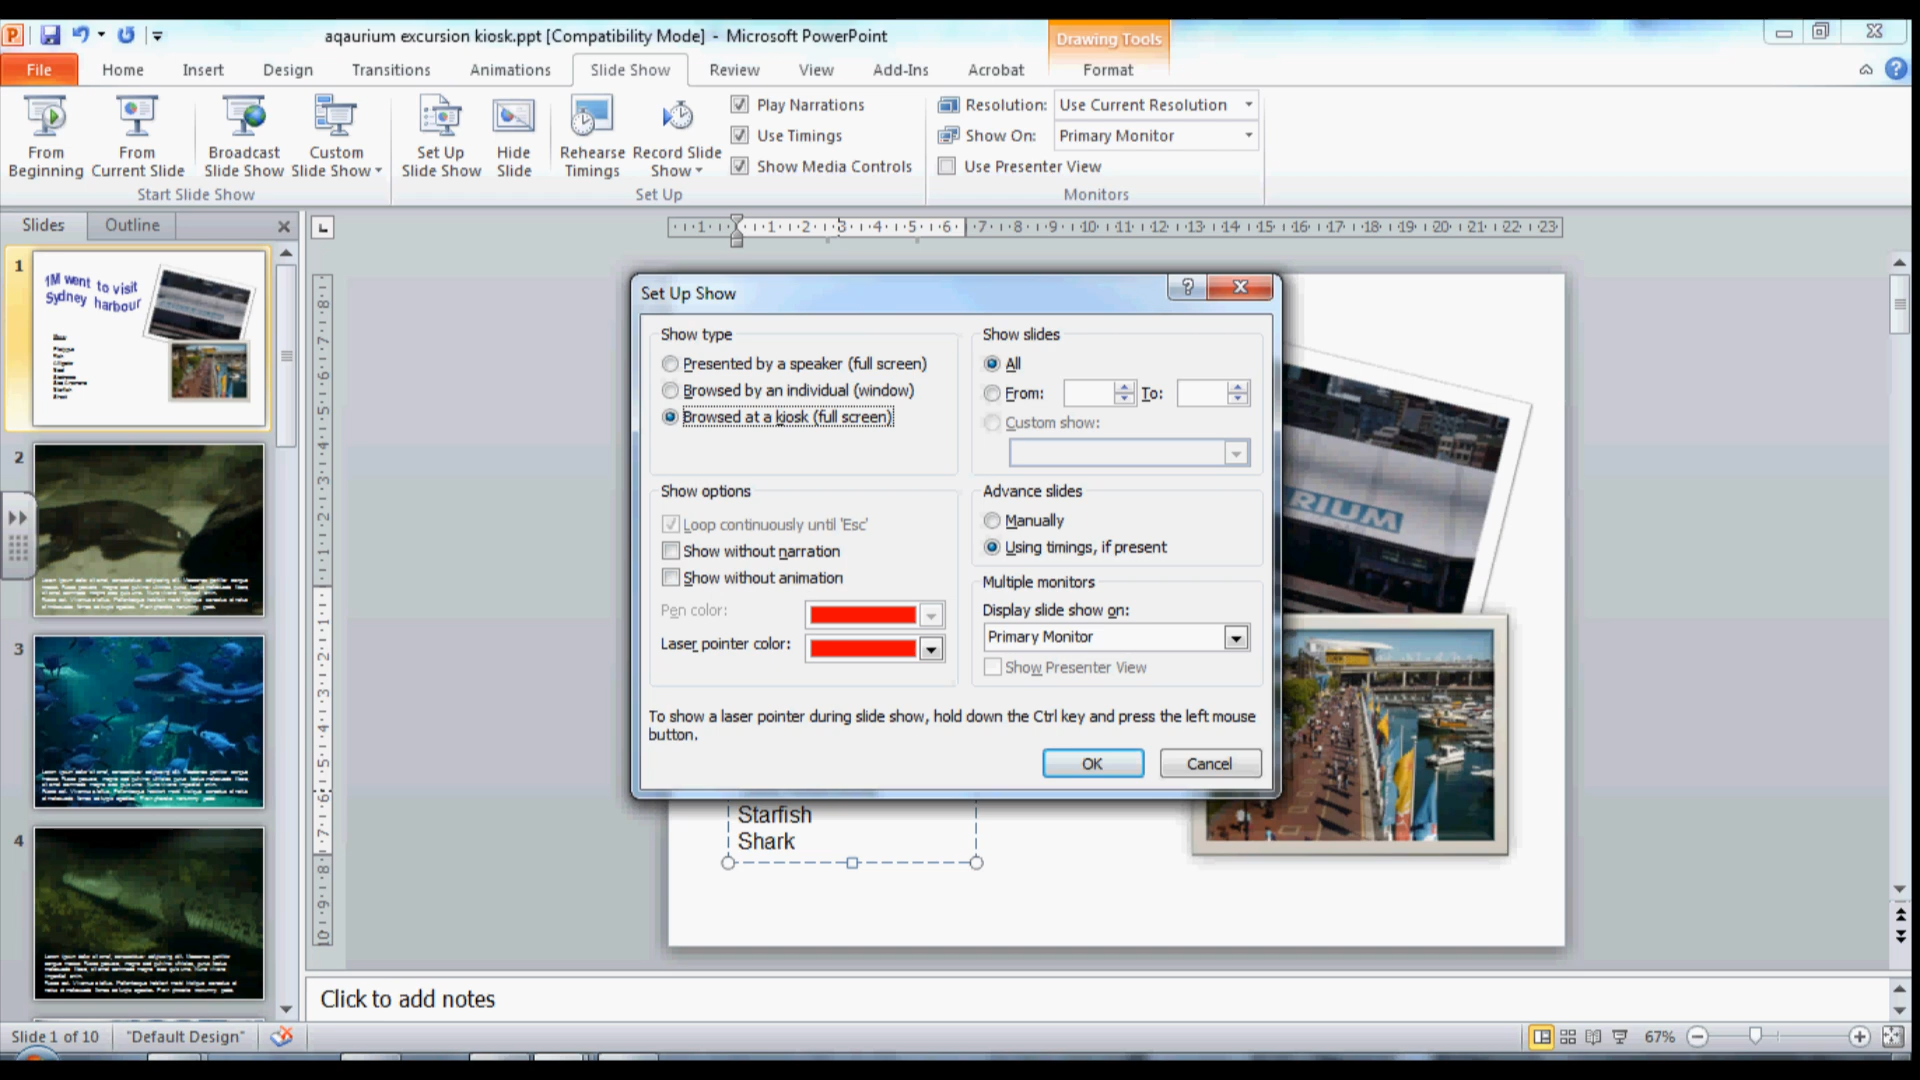 aqaurium excursion kiosk.ppt [Compatibility Mode] - Microsoft PowerPoint
Drawing Tools
File Home Insert Design Transitions Animations Slide Show Review View Add-Ins Acrobat Format
From Beginning
From Current Slide
Broadcast Slide Show
Custom Slide Show
Start Slide Show
Set Up Slide Show
Hide Slide
Rehearse Timings
Record Slide Show
Play Narrations
Use Timings
Show Media Controls
Set Up
Resolution: Use Current Resolution
Show On: Primary Monitor
Use Presenter View
Monitors
Slides Outline
1
1M went to visit
Sydney harbour
2
3
4
Set Up Show
Show type
Presented by a speaker (full screen)
Browsed by an individual (window)
Browsed at a kiosk (full screen)
Show slides
All
From: To:
Custom show:
Show options
Loop continuously until 'Esc'
Show without narration
Show without animation
Pen color:
Laser pointer color:
Advance slides
Manually
Using timings, if present
Multiple monitors
Display slide show on:
Primary Monitor
Show Presenter View
To show a laser pointer during slide show, hold down the Ctrl key and press the left mouse
button.
OK Cancel
RIUM
Starfish
Shark
Click to add notes
Slide 1 of 10 "Default Design" 67%